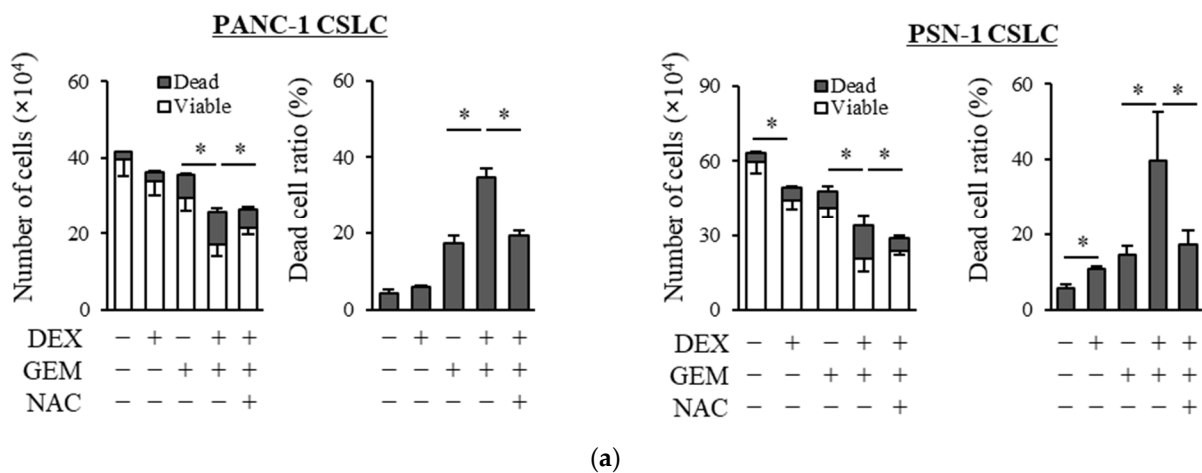 PANC-1 CSLC
Number of cells (×10⁴)
60
40
20
0
Dead
Viable
* *
Dead cell ratio (%)
60
40
20
0
* *
DEX − + − + + − + − + +
GEM − − + + + − − + + +
NAC − − − − + − − − − +
PSN-1 CSLC
Number of cells (×10⁴)
90
60
30
0
Dead
Viable
* * *
Dead cell ratio (%)
60
40
20
0
* * *
DEX − + − + + − + − + +
GEM − − + + + − − + + +
NAC − − − − + − − − − +
(a)